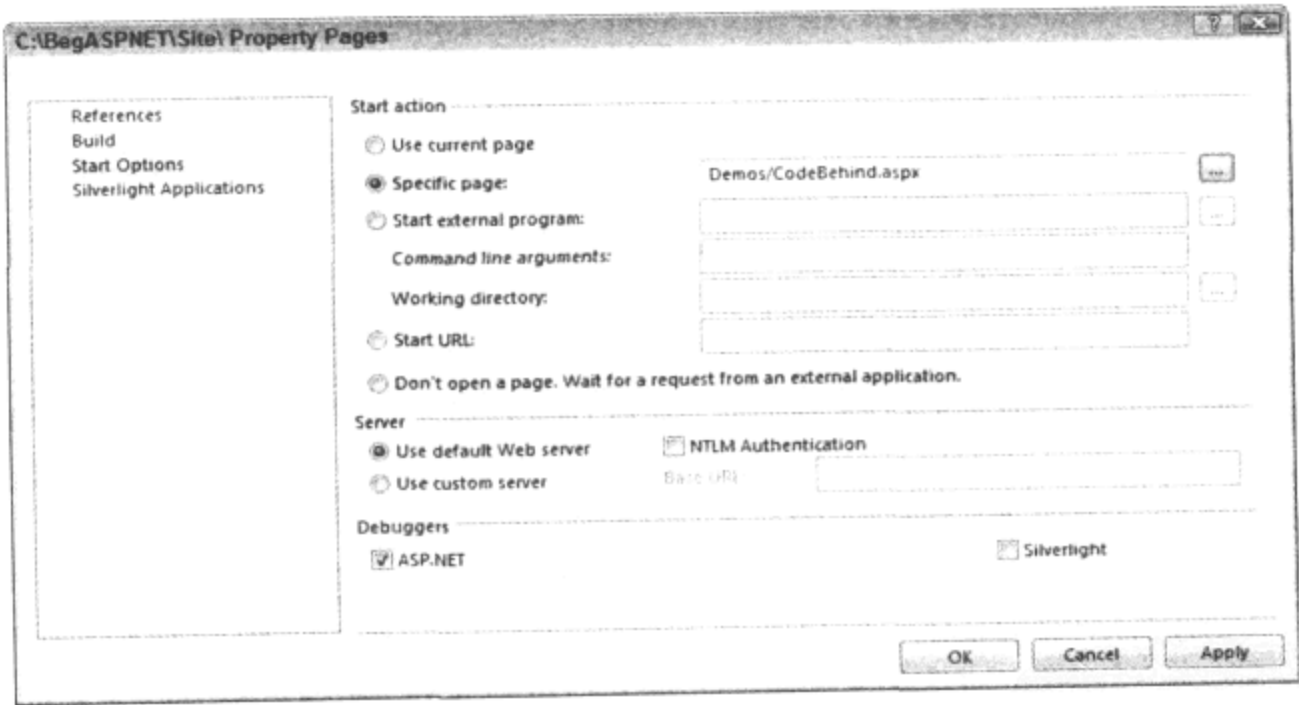 C:\BegASPNET\Site\ Property Pages
References
Build
Start Options
Silverlight Applications
Start action
Use current page
Specific page:
Demos/CodeBehind.aspx
...
Start external program:
...
Command line arguments:
Working directory:
...
Start URL:
Don't open a page. Wait for a request from an external application.
Server
Use default Web server
NTLM Authentication
Use custom server
Base URL
Debuggers
ASP.NET
Silverlight
OK
Cancel
Apply